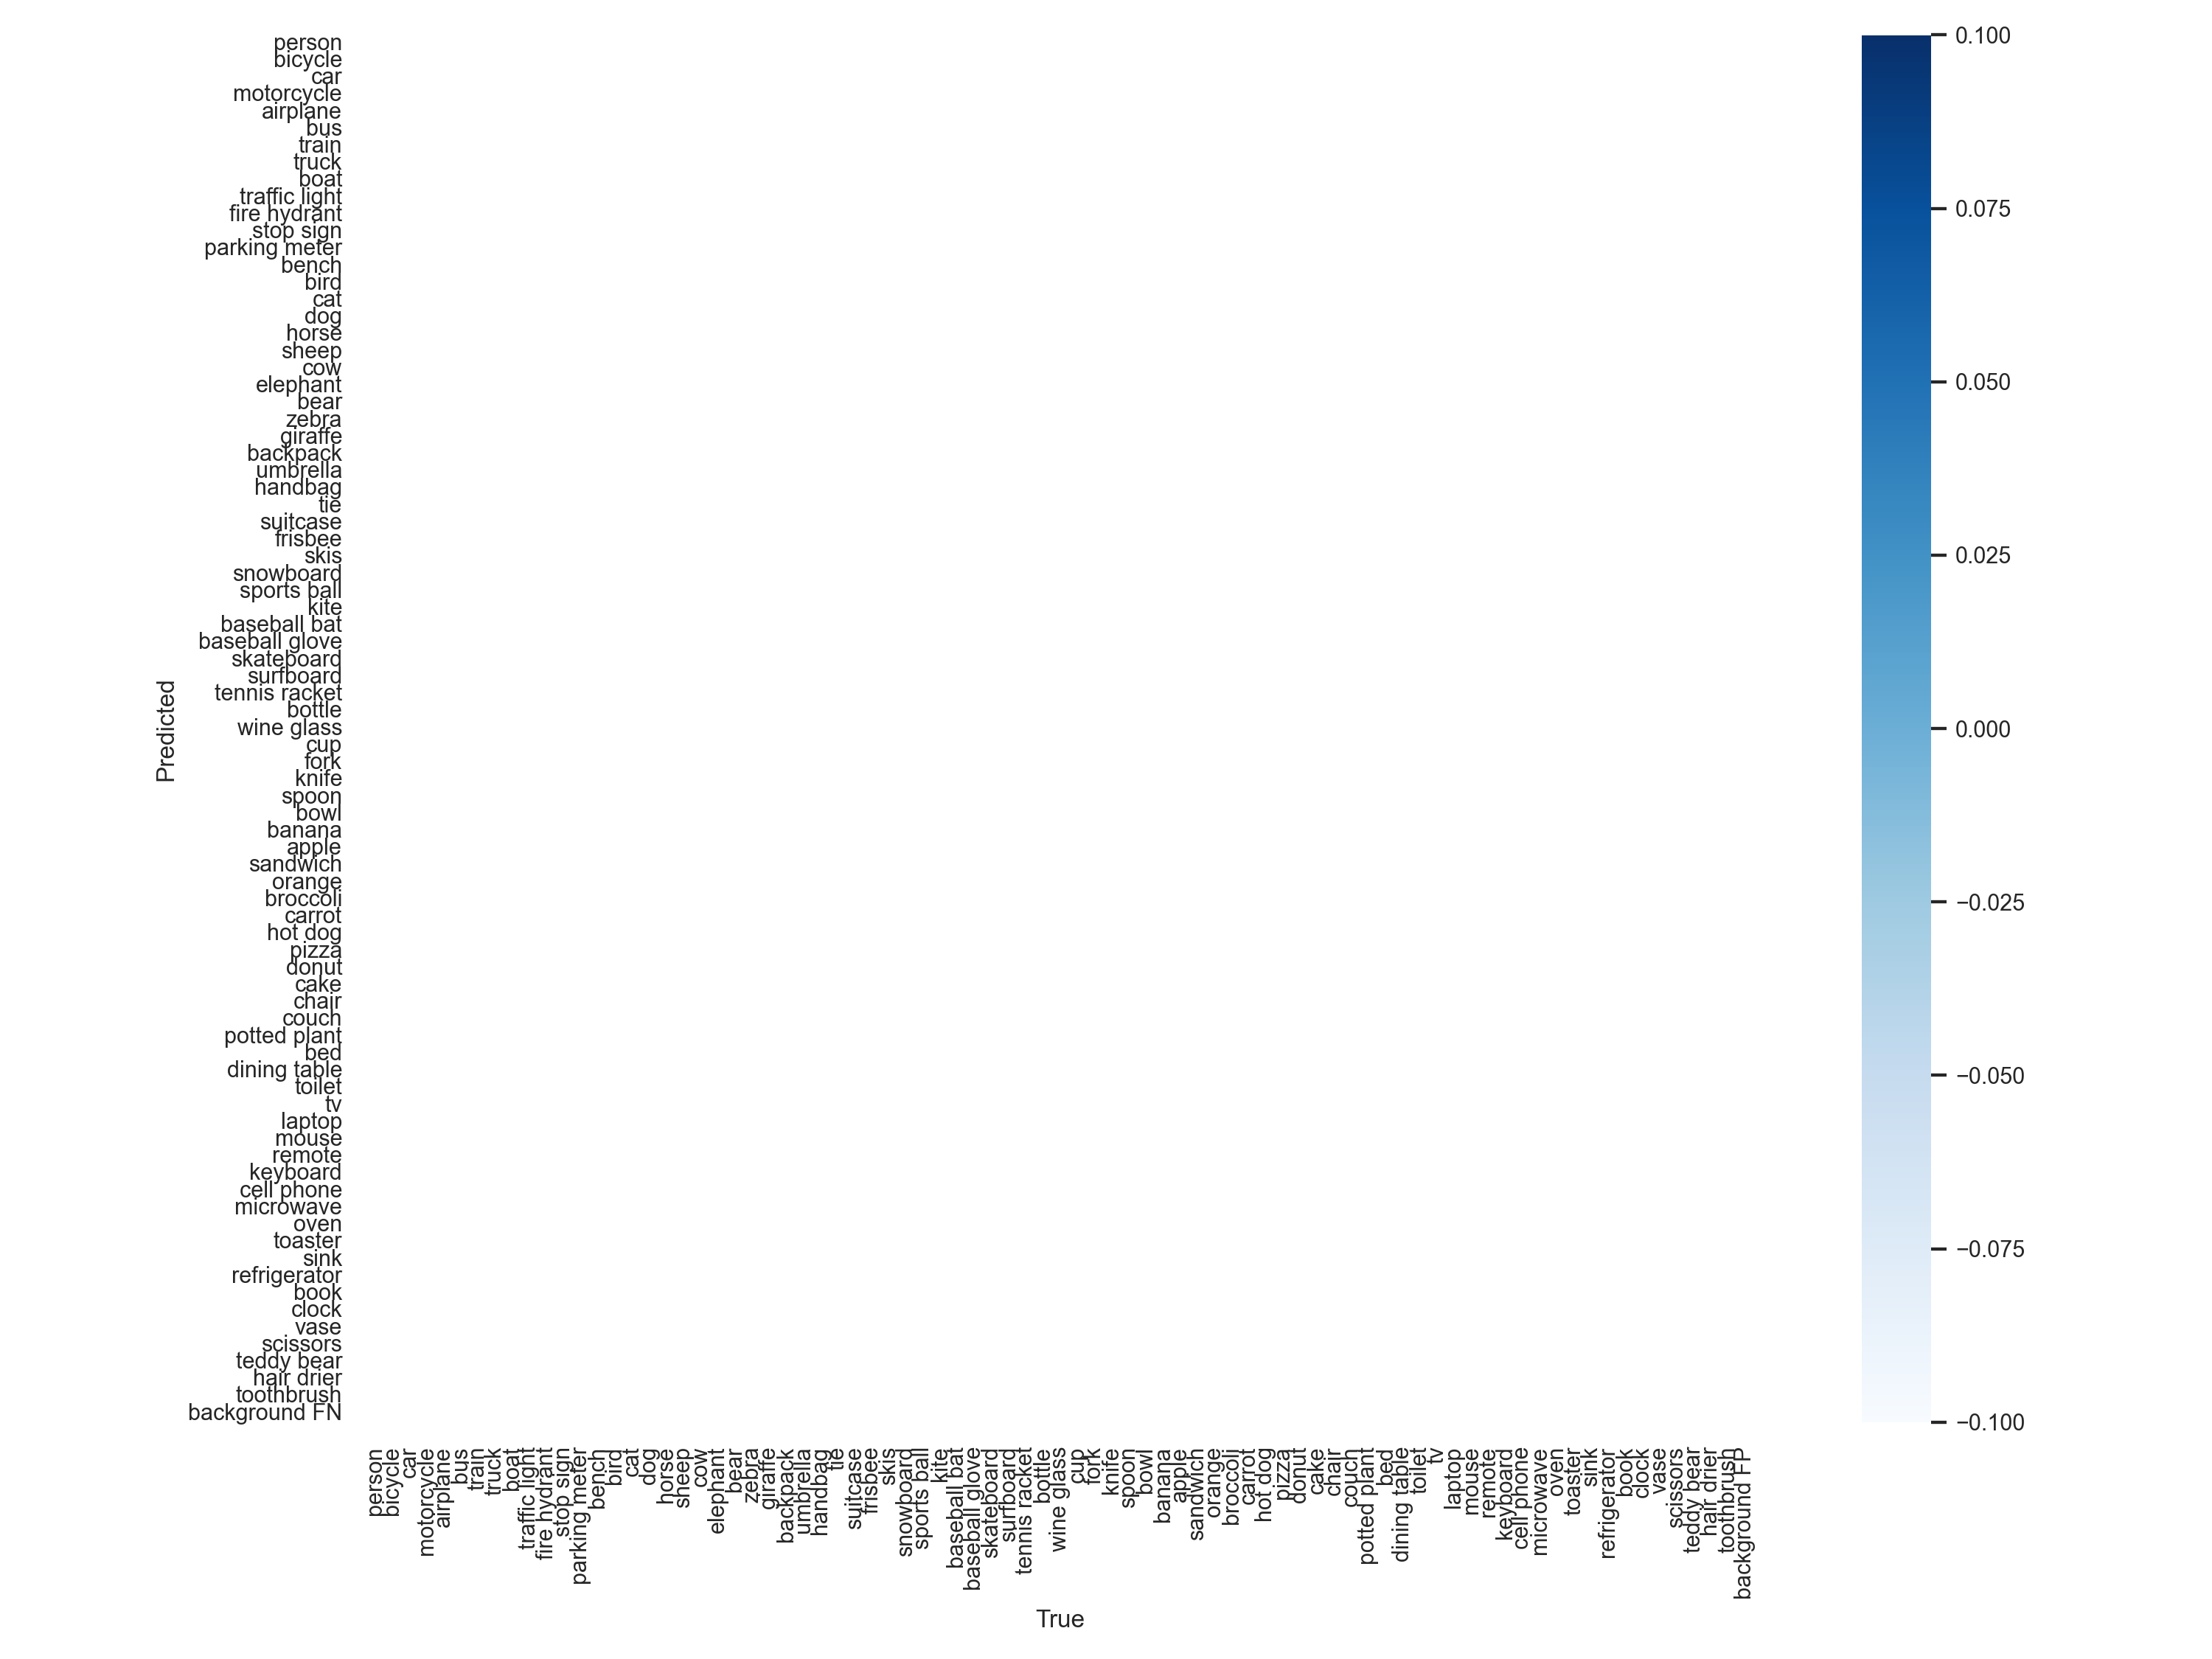 person
bicycle
car
motorcycle
airplane
bus
train
truck
boat
traffic light
fire hydrant
stop sign
parking meter
bench
bird
cat
dog
horse
sheep
cow
elephant
bear
zebra
giraffe
backpack
umbrella
handbag
tie
suitcase
frisbee
skis
snowboard
sports ball
kite
baseball bat
baseball glove
skateboard
surfboard
tennis racket
bottle
wine glass
cup
fork
knife
spoon
bowl
banana
apple
sandwich
orange
broccoli
carrot
hot dog
pizza
donut
cake
chair
couch
potted plant
bed
dining table
toilet
tv
laptop
mouse
remote
keyboard
cell phone
microwave
oven
toaster
sink
refrigerator
book
clock
vase
scissors
teddy bear
hair drier
toothbrush
background FN
Predicted
person
bicycle
car
motorcycle
airplane
bus
train
truck
boat
traffic light
fire hydrant
stop sign
parking meter
bench
bird
cat
dog
horse
sheep
cow
elephant
bear
zebra
giraffe
backpack
umbrella
handbag
tie
suitcase
frisbee
skis
snowboard
sports ball
kite
baseball bat
baseball glove
skateboard
surfboard
tennis racket
bottle
wine glass
cup
fork
knife
spoon
bowl
banana
apple
sandwich
orange
broccoli
carrot
hot dog
pizza
donut
cake
chair
couch
potted plant
bed
dining table
toilet
tv
laptop
mouse
remote
keyboard
cell phone
microwave
oven
toaster
sink
refrigerator
book
clock
vase
scissors
teddy bear
hair drier
toothbrush
background FP
True
0.100
0.075
0.050
0.025
0.000
−0.025
−0.050
−0.075
−0.100